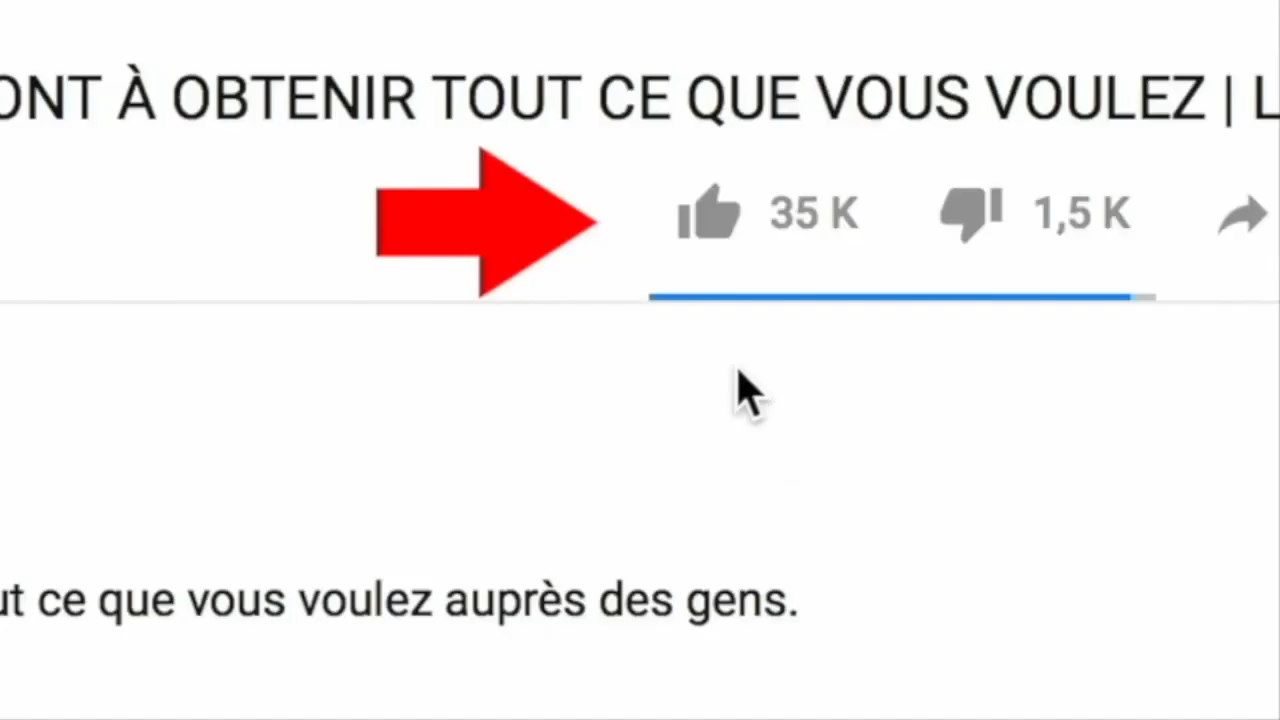 ONT À OBTENIR TOUT CE QUE VOUS VOULEZ | L
35 K 1,5 K
ut ce que vous voulez auprès des gens.